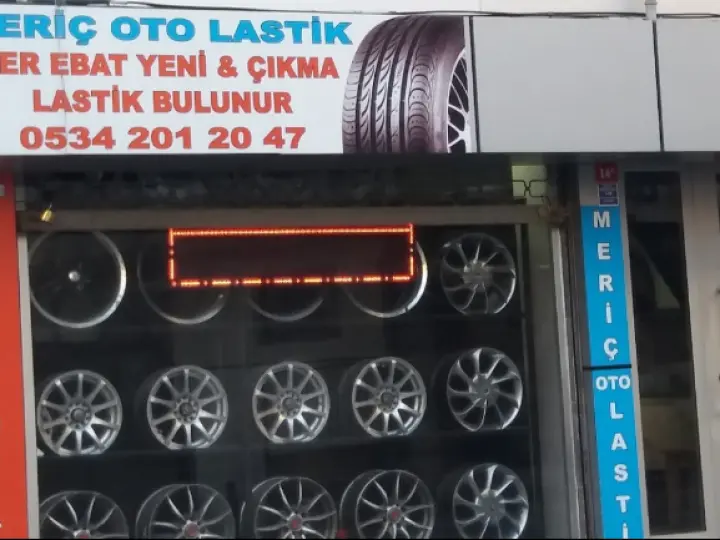 ERİÇ OTO LASTİK
ER EBAT YENİ & ÇIKMA
LASTİK BULUNUR
0534 201 20 47
MERİÇ
OTO
LASTİ